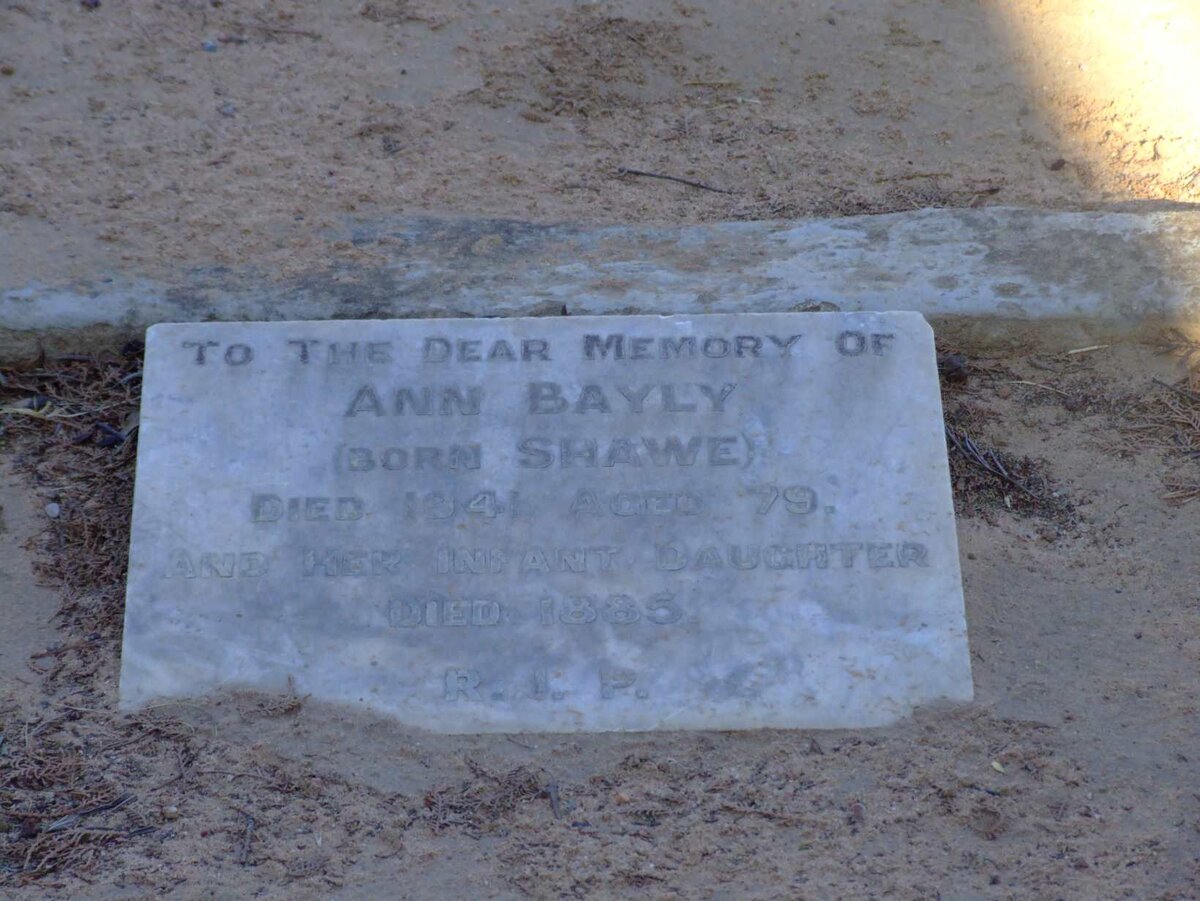 TO THE DEAR MEMORY OF
ANN BAYLY
(BORN SHAWE)
DIED 1941 AGED 79.
AND HER INFANT DAUGHTER
DIED 1885.
R. I. P.